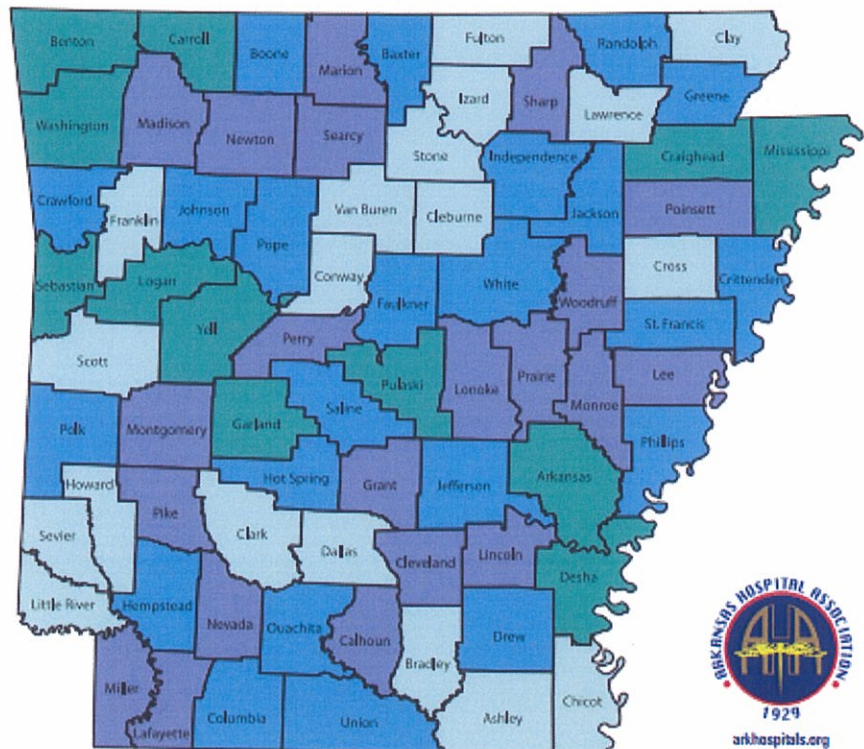 Benton
Carroll
Boone
Marion
Baxter
Fulton
Randolph
Clay
Izard
Sharp
Lawrence
Greene
Washington
Madison
Newton
Searcy
Stone
Independence
Craighead
Mississippi
Crawford
Franklin
Johnson
Pope
Van Buren
Cleburne
Jackson
Poinsett
Sebastian
Logan
Conway
Faulkner
White
Woodruff
Cross
Crittenden
Yell
Perry
St. Francis
Scott
Pulaski
Lonoke
Prairie
Monroe
Lee
Polk
Montgomery
Garland
Saline
Phillips
Howard
Pike
Hot Spring
Grant
Jefferson
Arkansas
Sevier
Clark
Dallas
Cleveland
Lincoln
Desha
Little River
Hempstead
Nevada
Ouachita
Calhoun
Bradley
Drew
Miller
Lafayette
Columbia
Union
Ashley
Chicot
ARKANSAS HOSPITAL ASSOCIATION
AHA
1929
arkhospitals.org